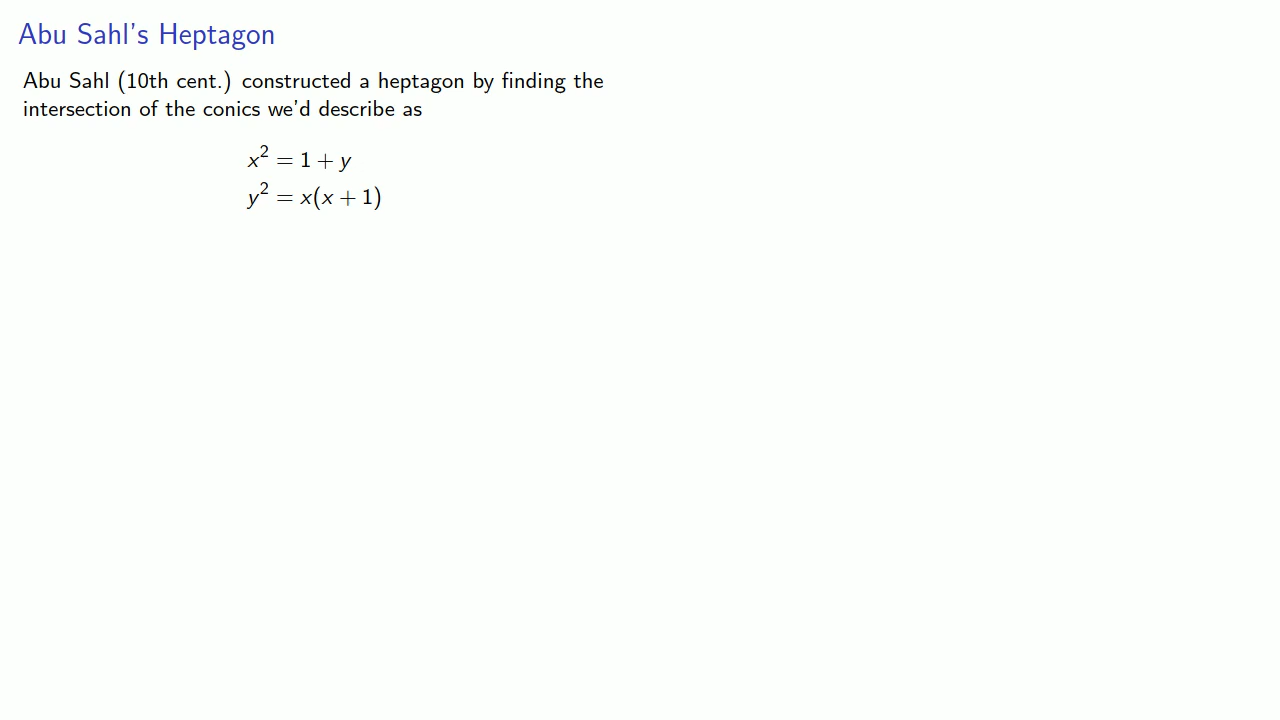 Abu Sahl's Heptagon
Abu Sahl (10th cent.) constructed a heptagon by finding the
intersection of the conics we'd describe as
x² = 1 + y
y² = x(x + 1)